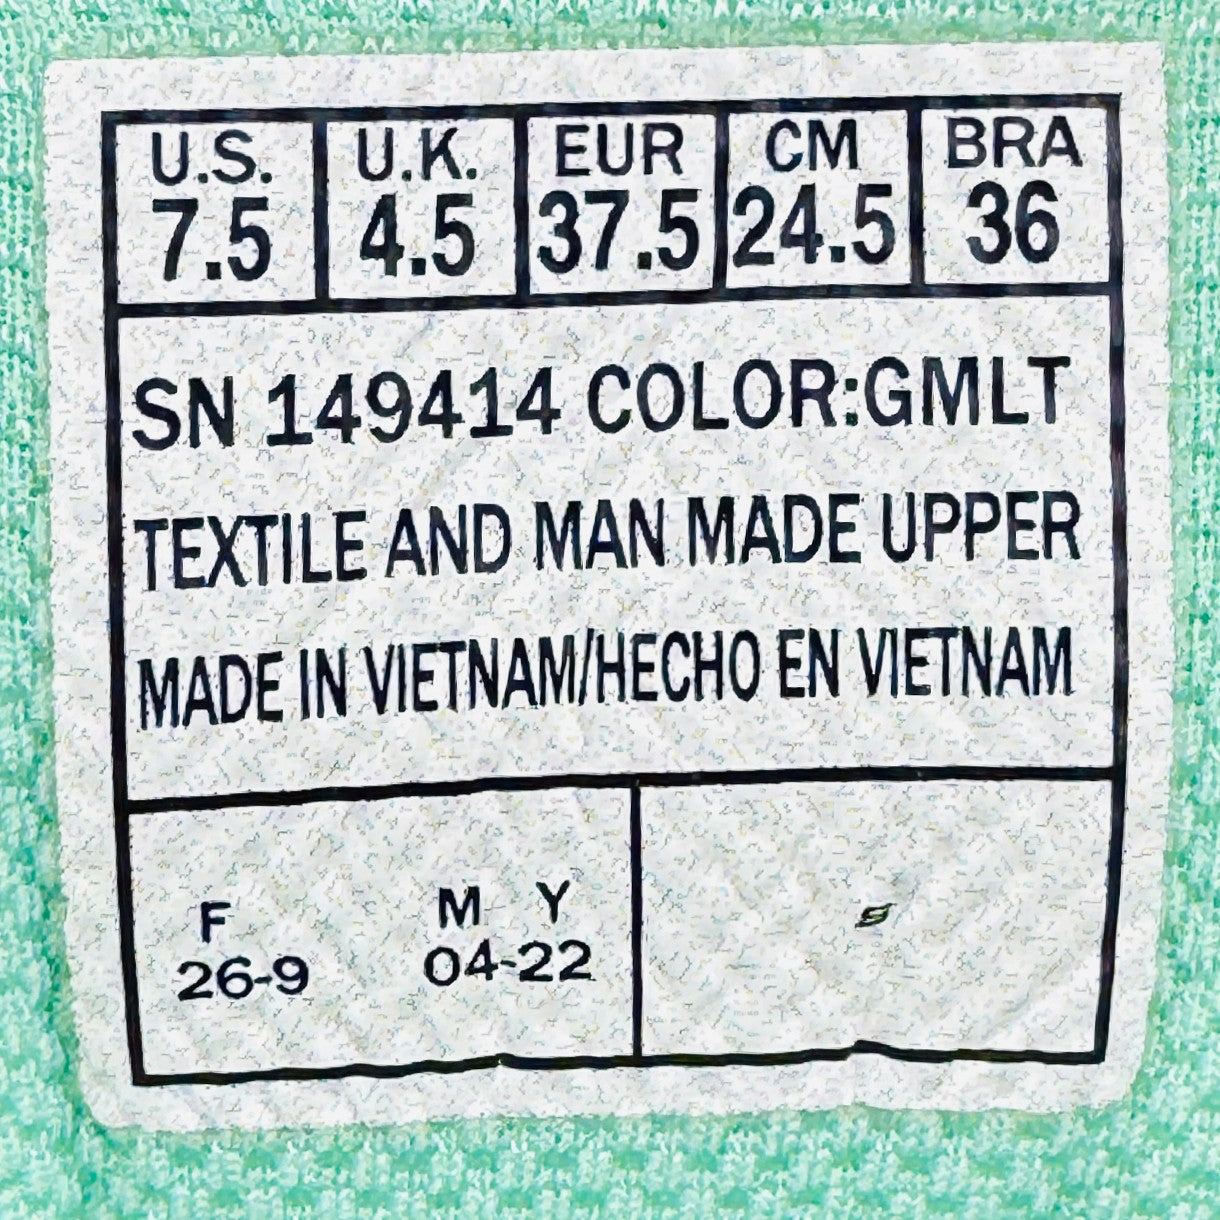 U.S. U.K. EUR CM BRA
7.5 4.5 37.5 24.5 36
SN 149414 COLOR:GMLT
TEXTILE AND MAN MADE UPPER
MADE IN VIETNAM/HECHO EN VIETNAM
F M Y
26-9 04-22